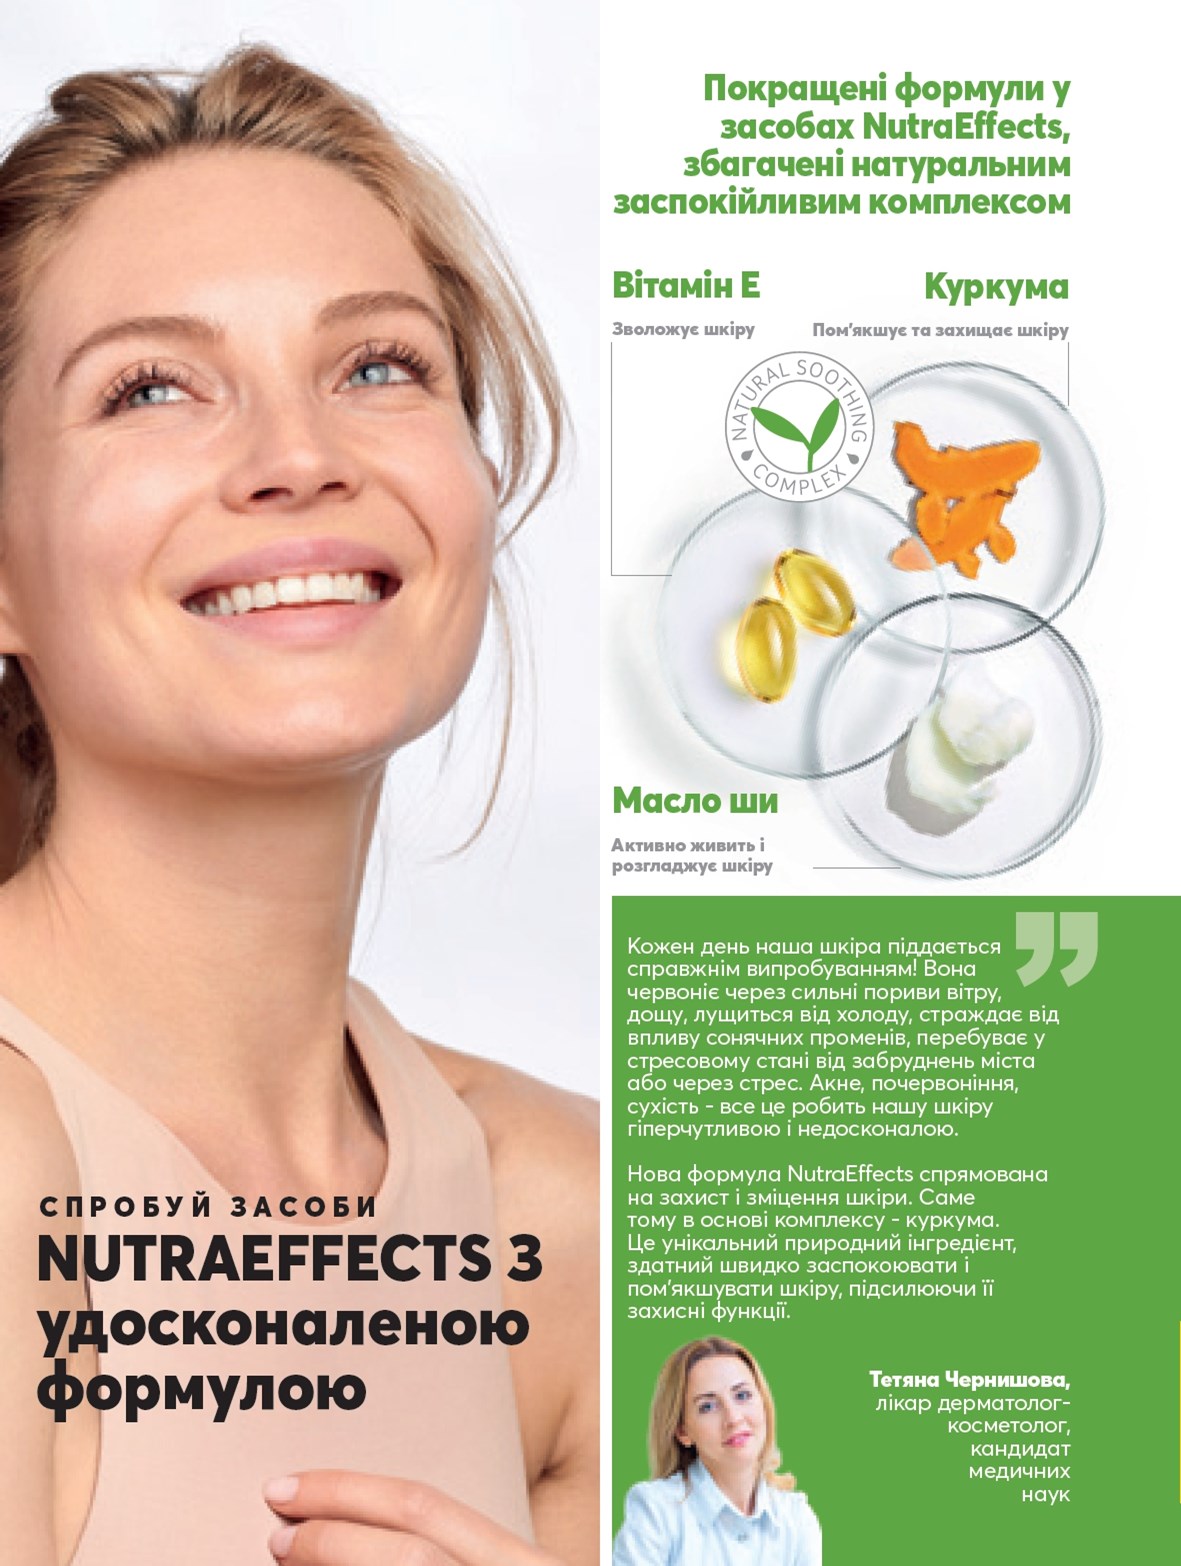 СПРОБУЙ ЗАСОБИ
NUTRAEFFECTS З
удосконаленою
формулою
Покращені формули у
засобах NutraEffects,
збагачені натуральним
заспокійливим комплексом
Вітамін Е
Зволожує шкіру
Куркума
Пом'якшує та захищає шкіру
NATURAL SOOTHING
COMPLEX
Масло ши
Активно живить і
розгладжує шкіру
”
Кожен день наша шкіра піддається
справжнім випробуванням! Вона
червоніє через сильні пориви вітру,
дощу, лущиться від холоду, страждає від
впливу сонячних променів, перебуває у
стресовому стані від забруднень міста
або через стрес. Акне, почервоніння,
сухість - все це робить нашу шкіру
гіперчутливою і недосконалою.
Нова формула NutraEffects спрямована
на захист і зміцення шкіри. Саме
тому в основі комплексу - куркума.
Це унікальний природний інгредієнт,
здатний швидко заспокоювати і
пом'якшувати шкіру, підсилюючи її
захисні функції.
Тетяна Чернишова,
лікар дерматолог-
косметолог,
кандидат
медичних
наук